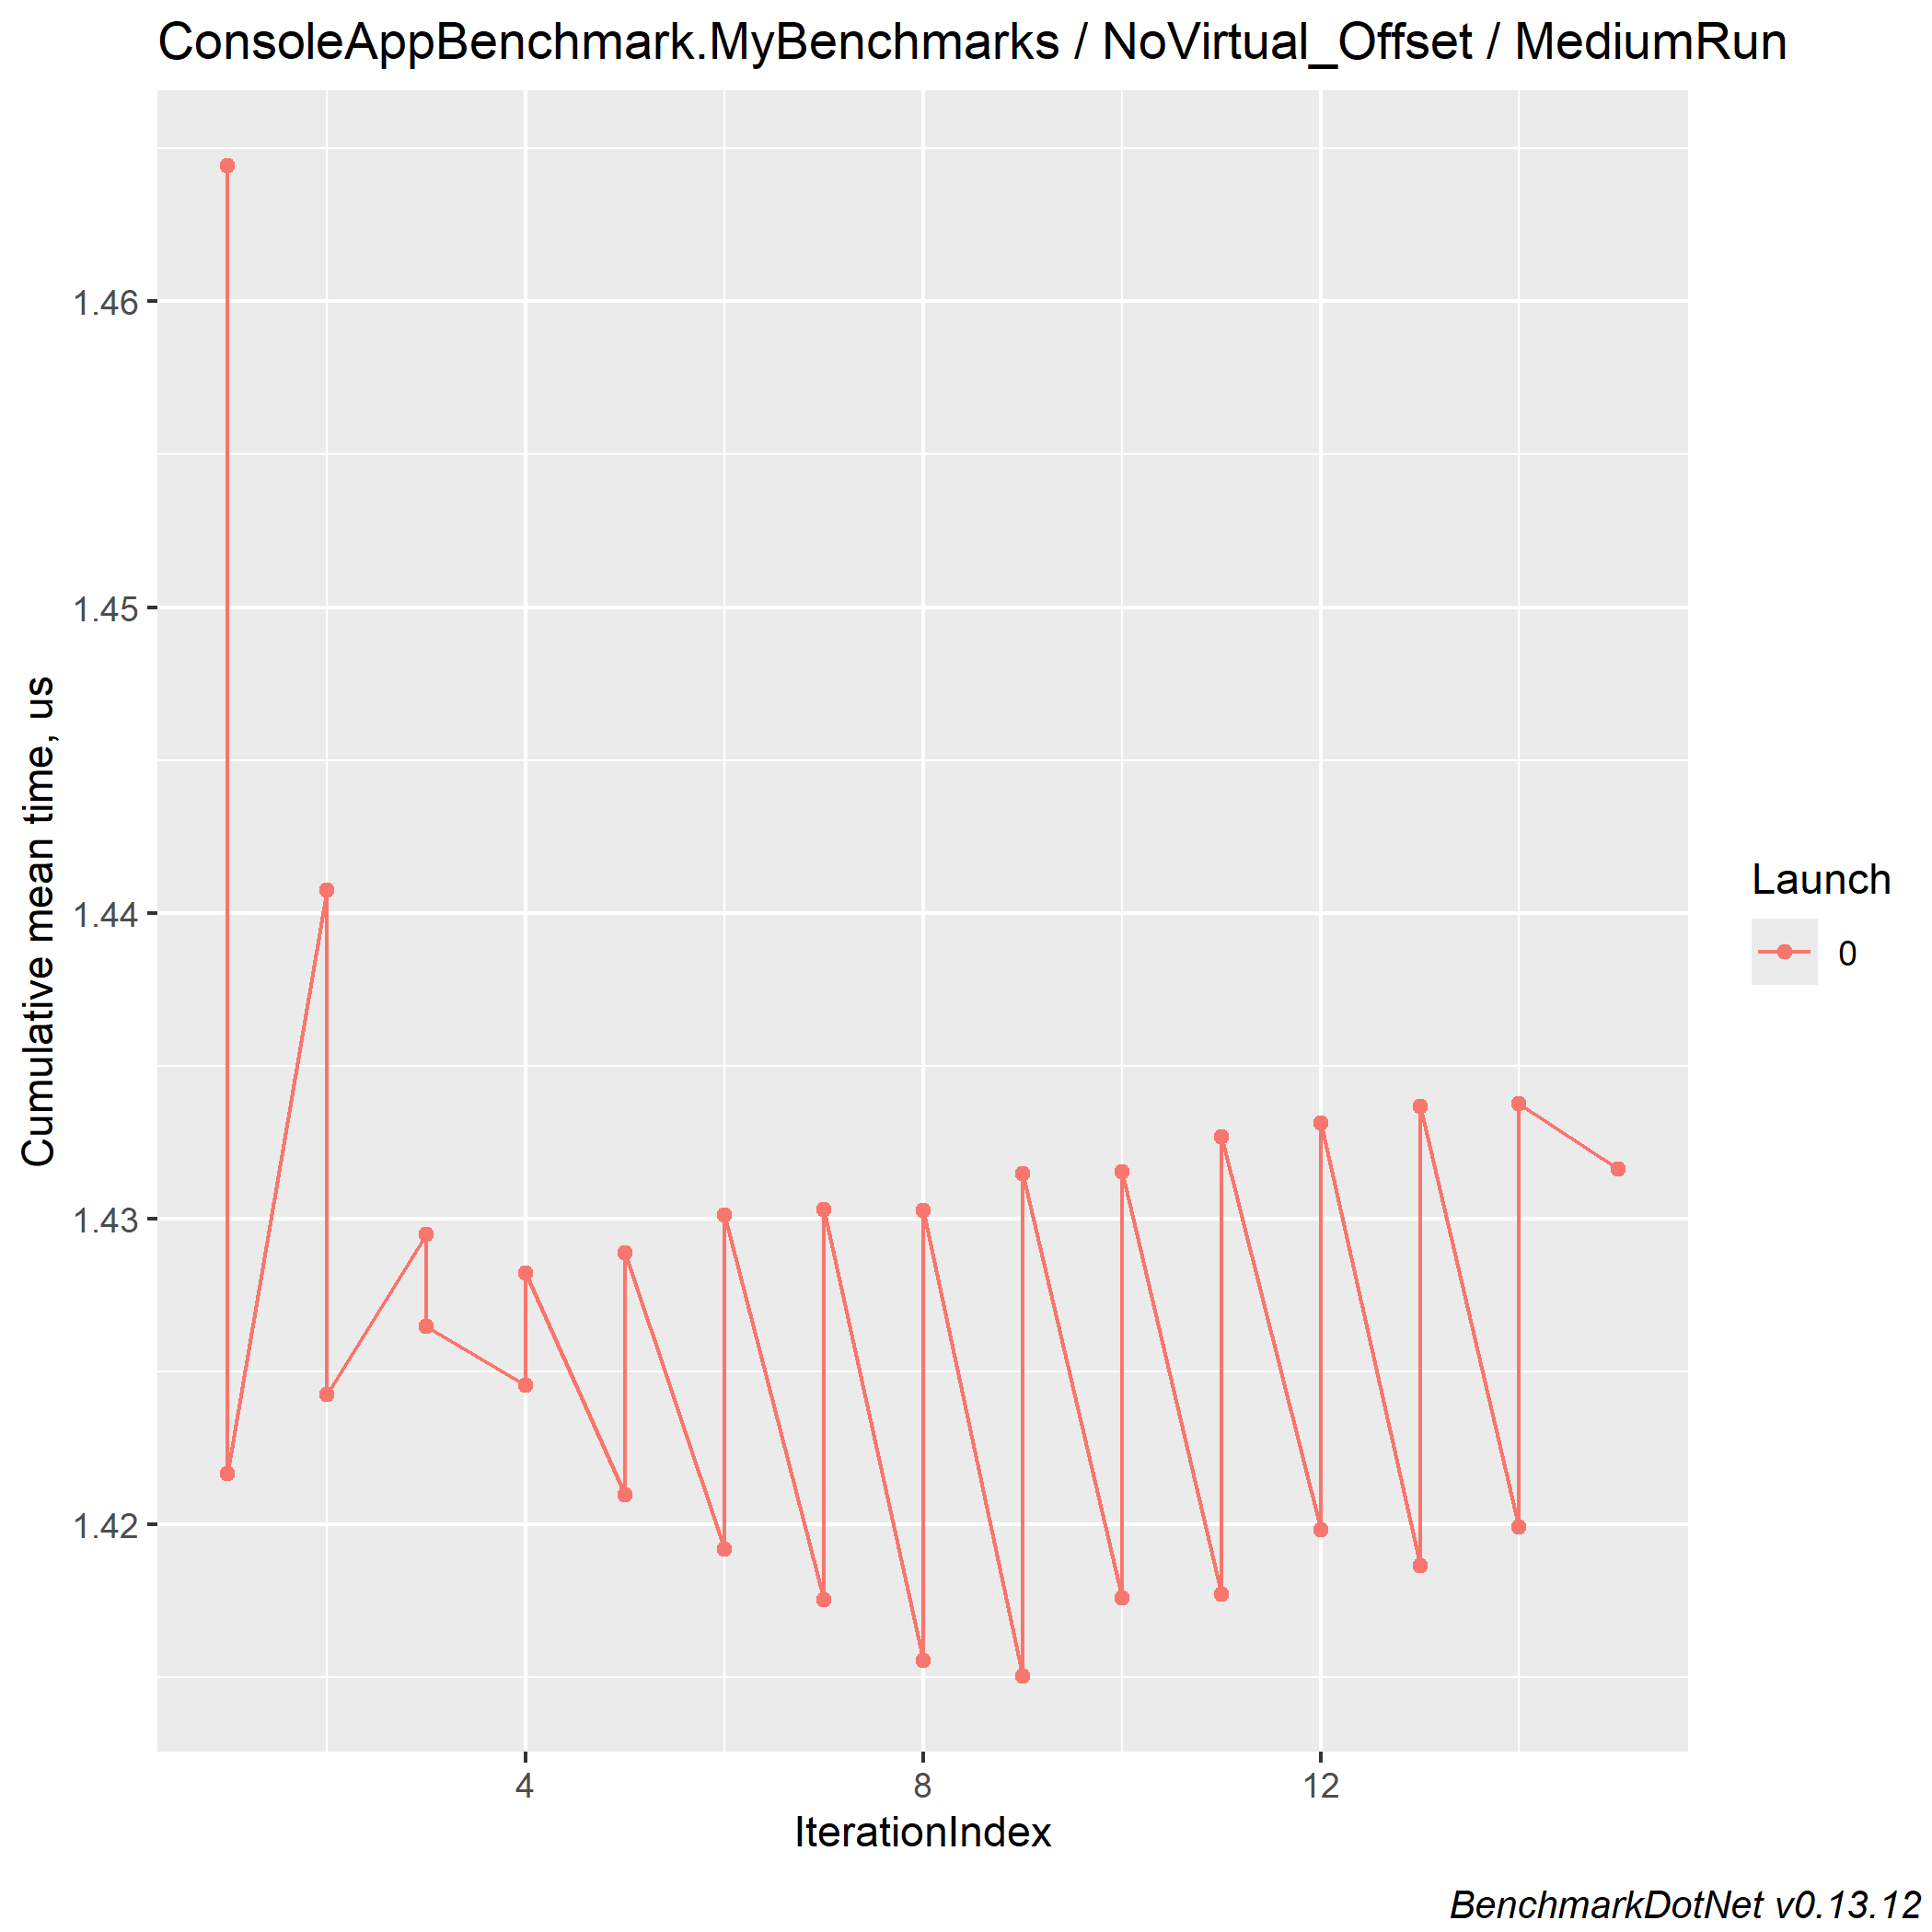 ConsoleAppBenchmark.MyBenchmarks / NoVirtual_Offset / MediumRun
1.46
1.45
1.44
1.43
1.42
Cumulative mean time, us
4
8
12
IterationIndex
Launch
0
BenchmarkDotNet v0.13.12